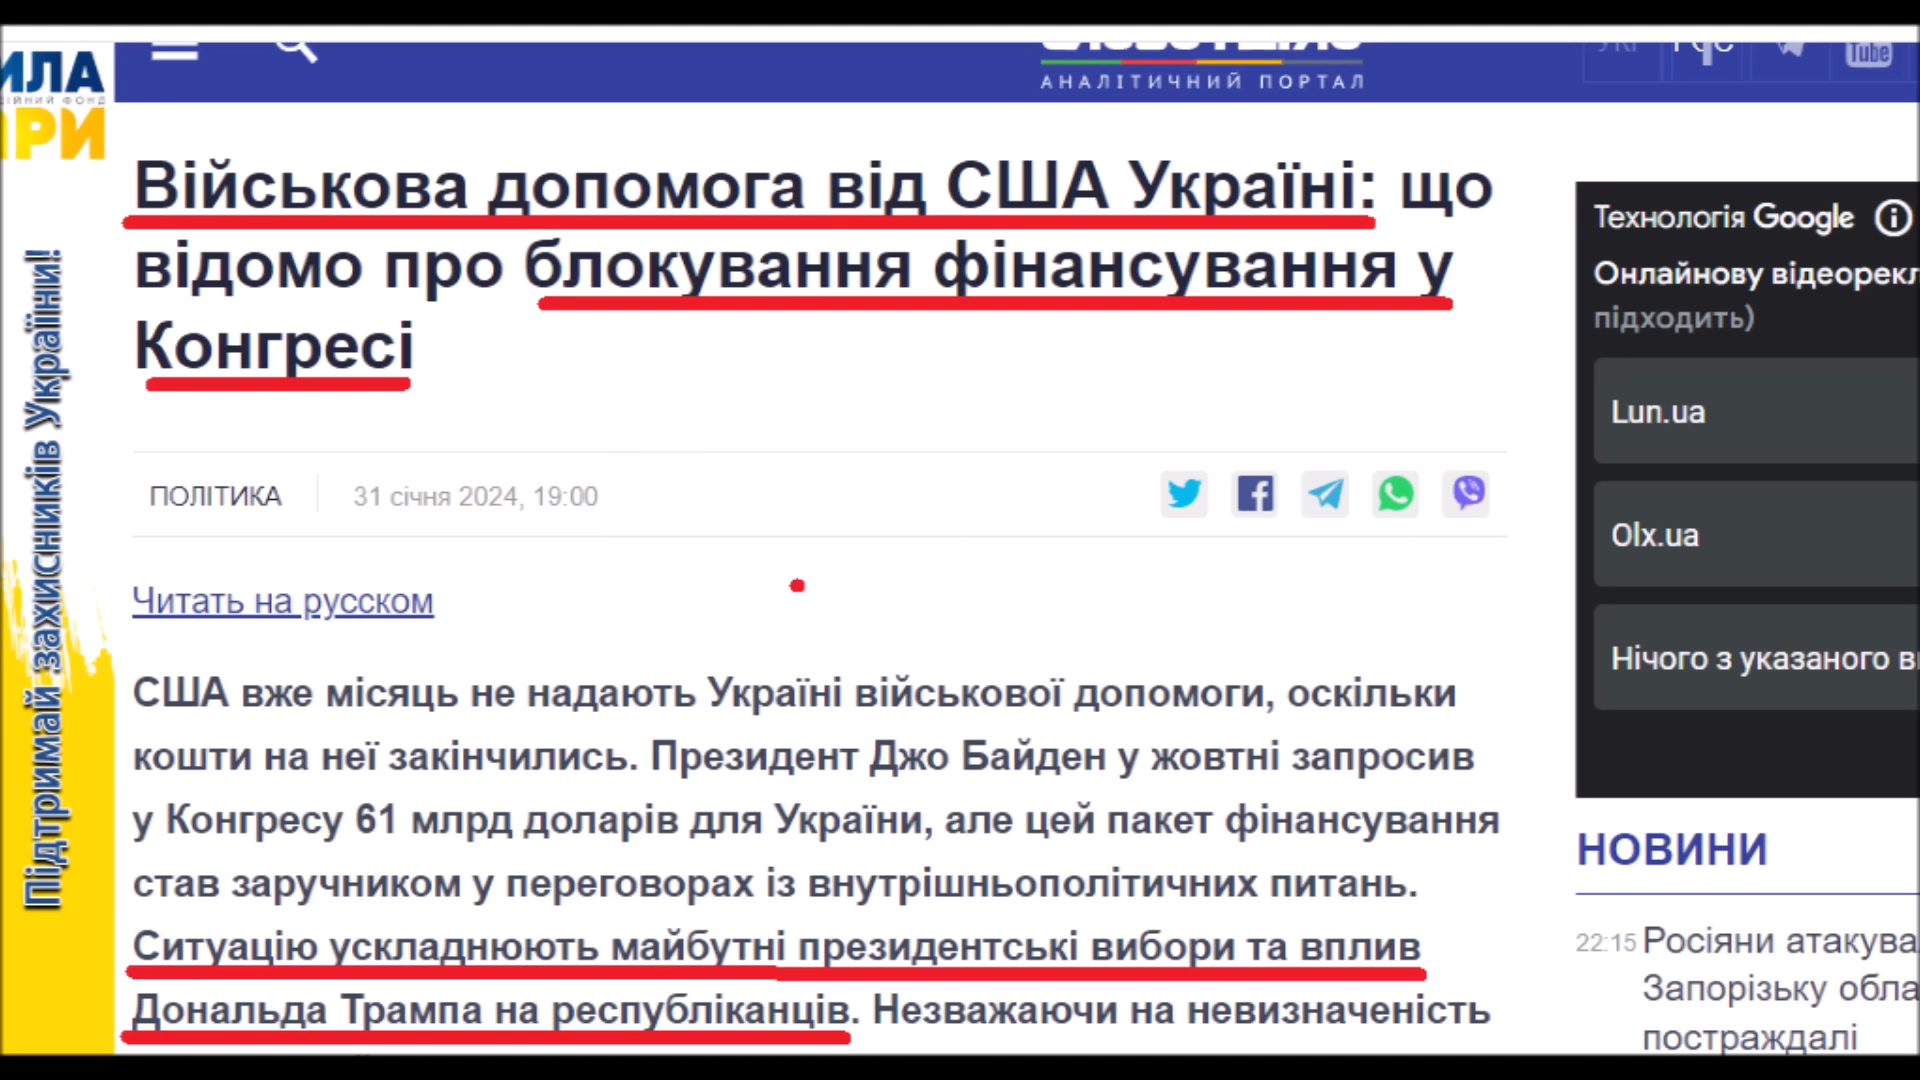 ИЛА
РИ
Підтримай захисників України!
АНАЛІТИЧНИЙ ПОРТАЛ
Tube
Військова допомога від США Україні: що
відомо про блокування фінансування у
Конгресі
ПОЛІТИКА
31 січня 2024, 19:00
Читать на русском
США вже місяць не надають Україні військової допомоги, оскільки
кошти на неї закінчились. Президент Джо Байден у жовтні запросив
у Конгресу 61 млрд доларів для України, але цей пакет фінансування
став заручником у переговорах із внутрішньополітичних питань.
Ситуацію ускладнюють майбутні президентські вибори та вплив
Дональда Трампа на республіканців. Незважаючи на невизначеність
Технологія Google
Онлайнову відеорекл
підходить)
Lun.ua
Olx.ua
Нічого з указаного в
НОВИНИ
22:15 Росіяни атакува
Запорізьку обла
постраждалі